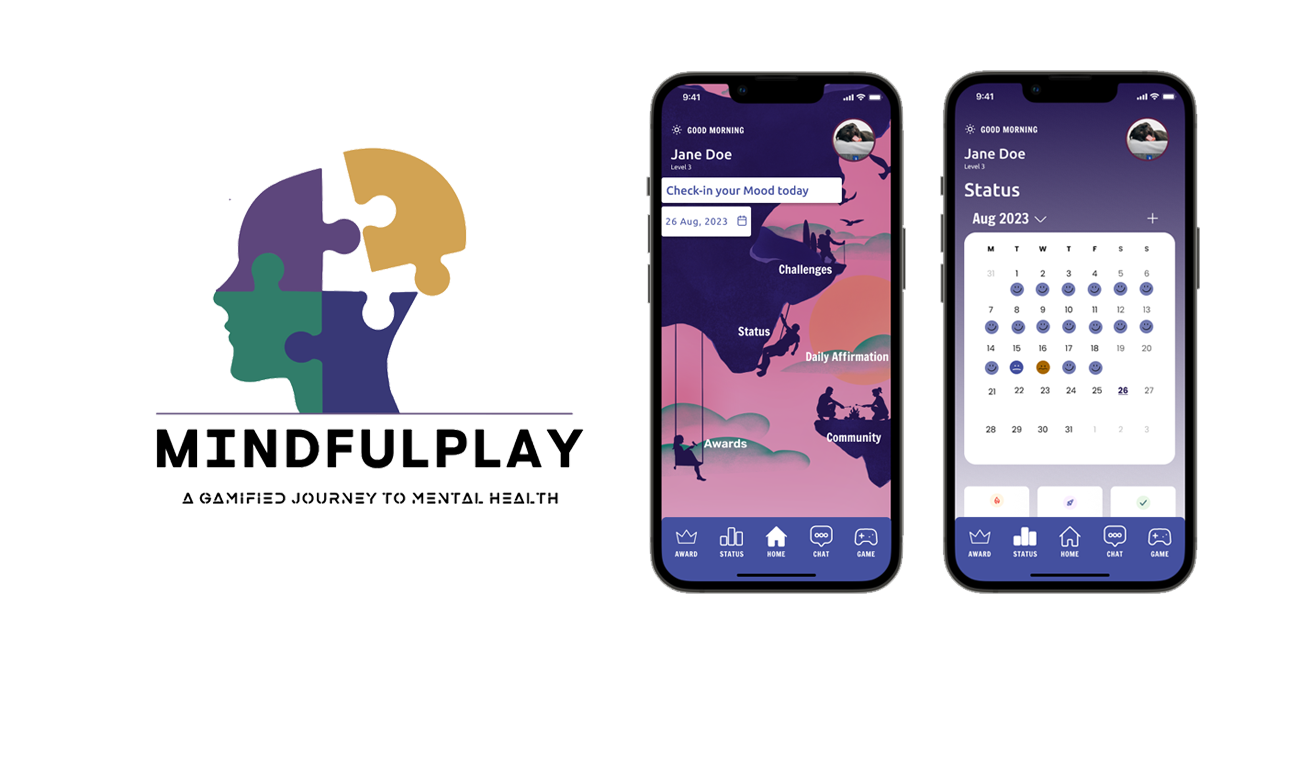 MINDFULPLAY
A GAMIFIED JOURNEY TO MENTAL HEALTH
9:41
GOOD MORNING
Jane Doe
Level 3
Check-in your Mood today
26 Aug, 2023
Challenges
Status
Daily Affirmation
Awards
Community
AWARD STATUS HOME CHAT GAME
9:41
GOOD MORNING
Jane Doe
Level 3
Status
Aug 2023
M T W T F S S
31 1 2 3 4 5 6
7 8 9 10 11 12 13
14 15 16 17 18 19 20
21 22 23 24 25 26 27
28 29 30 31 1 2 3
AWARD STATUS HOME CHAT GAME